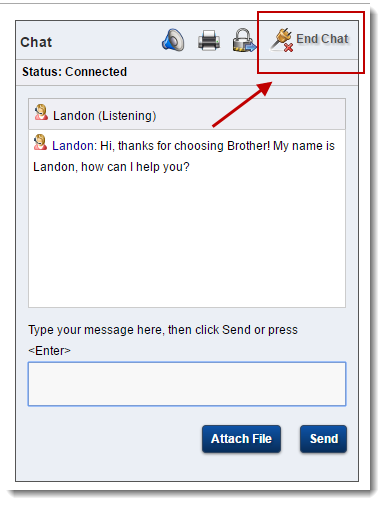 Chat
End Chat
Status: Connected
Landon (Listening)
Landon: Hi, thanks for choosing Brother! My name is
Landon, how can I help you?
Type your message here, then click Send or press
<Enter>
Attach File
Send